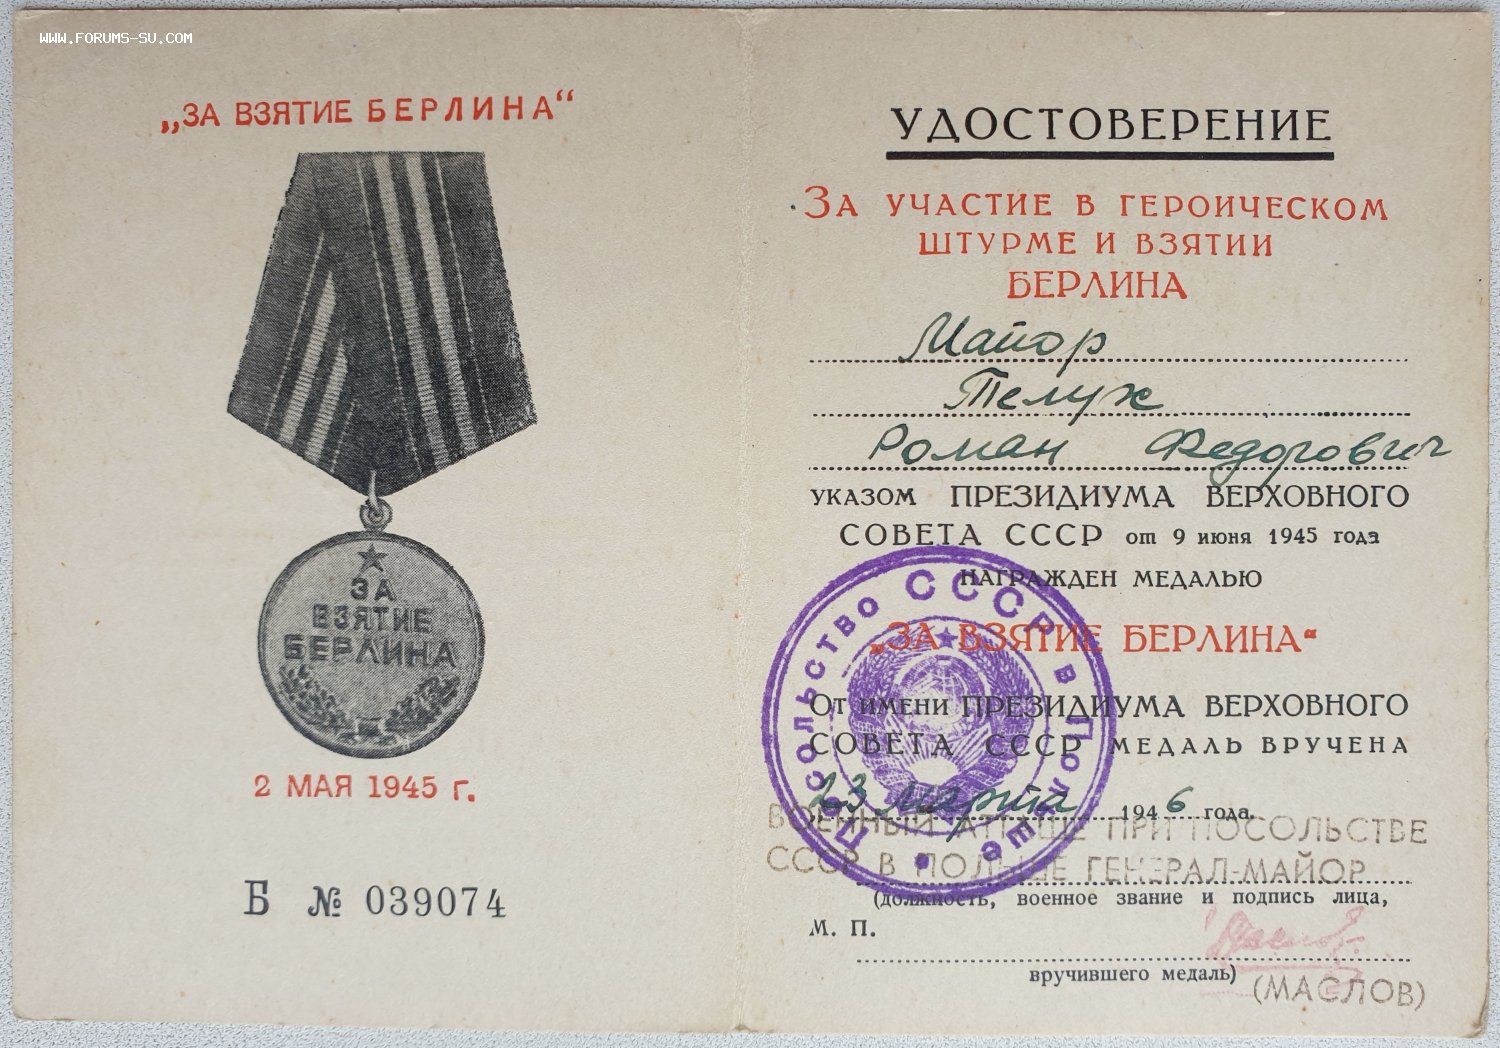 WWW.FORUMS-SU.COM
„ЗА ВЗЯТИЕ БЕРЛИНА“
ЗА
ВЗЯТИЕ
БЕРЛИНА
2 МАЯ 1945 г.
Б № 039074
УДОСТОВЕРЕНИЕ
ЗА УЧАСТИЕ В ГЕРОИЧЕСКОМ
ШТУРМЕ И ВЗЯТИИ
БЕРЛИНА
Майор
Телух
Роман Федорович
УКАЗОМ ПРЕЗИДИУМА ВЕРХОВНОГО
СОВЕТА СССР от 9 июня 1945 года
НАГРАЖДЕН МЕДАЛЬЮ
„ЗА ВЗЯТИЕ БЕРЛИНА“
ОТ ИМЕНИ ПРЕЗИДИУМА ВЕРХОВНОГО
СОВЕТА СССР МЕДАЛЬ ВРУЧЕНА
23 марта 1946 года.
Посольство СССР в Польше
ВОЕННЫЙ АТТАШЕ ПРИ ПОСОЛЬСТВЕ
СССР В ПОЛЬШЕ ГЕНЕРАЛ-МАЙОР
(должность, военное звание и подпись лица,
М. П.
вручившего медаль)
(МАСЛОВ)